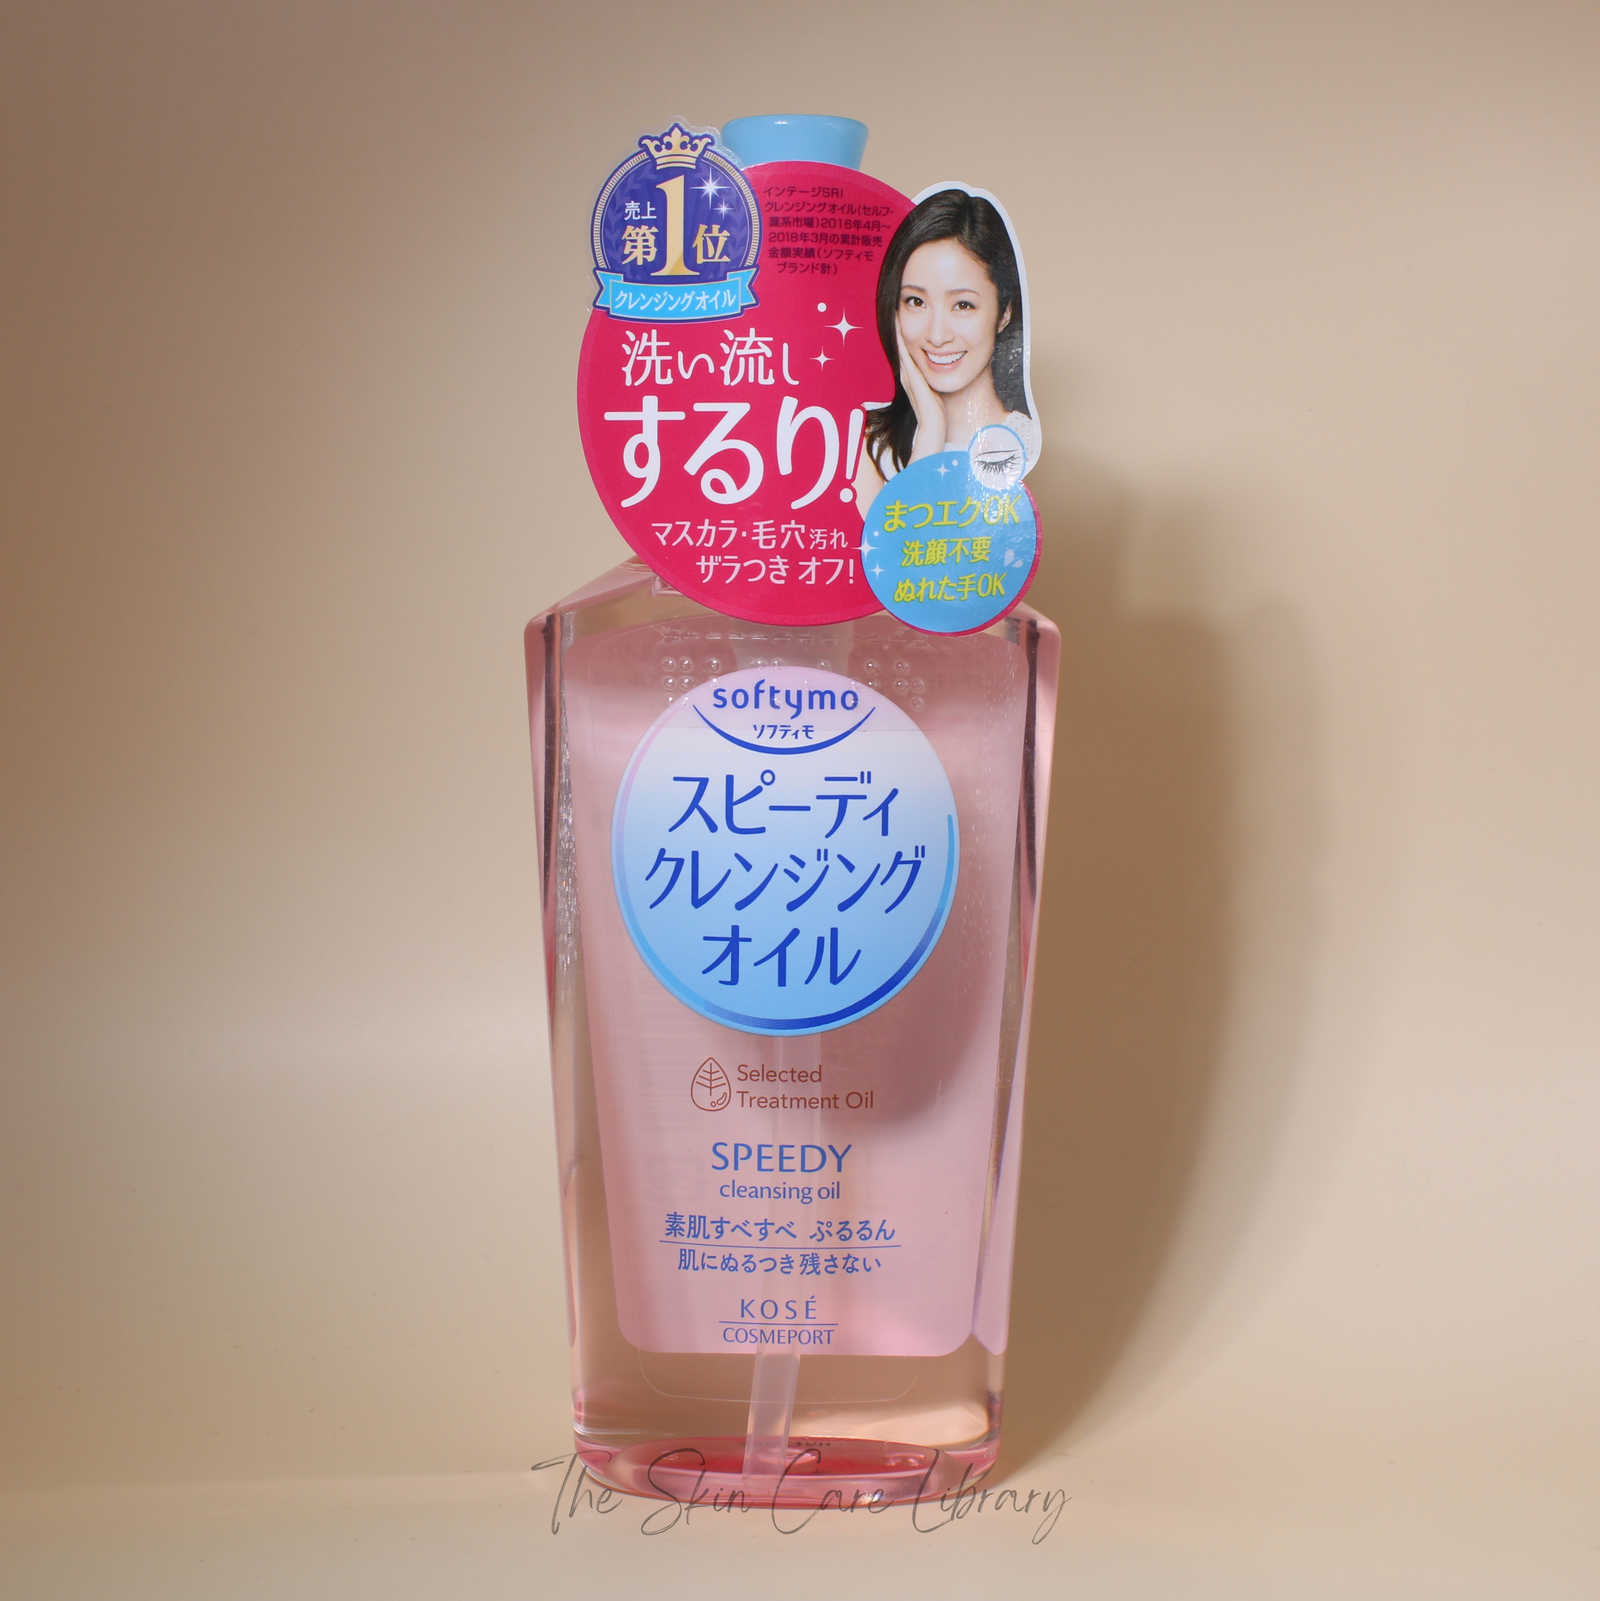 売上
第1位
クレンジングオイル
インテージSRI
クレンジングオイル(セルフ・
薬系市場)2016年4月〜
2018年3月の累計販売
金額実績(ソフティモ
ブランド計)
洗い流し
するり!
マスカラ・毛穴汚れ
ザラつき オフ!
まつエクOK
洗顔不要
ぬれた手OK
softymo
ソフティモ
スピーディ
クレンジング
オイル
Selected
Treatment Oil
SPEEDY
cleansing oil
素肌すべすべ ぷるるん
肌にぬるつき残さない
KOSÉ
COSMEPORT
The Skin Care Library